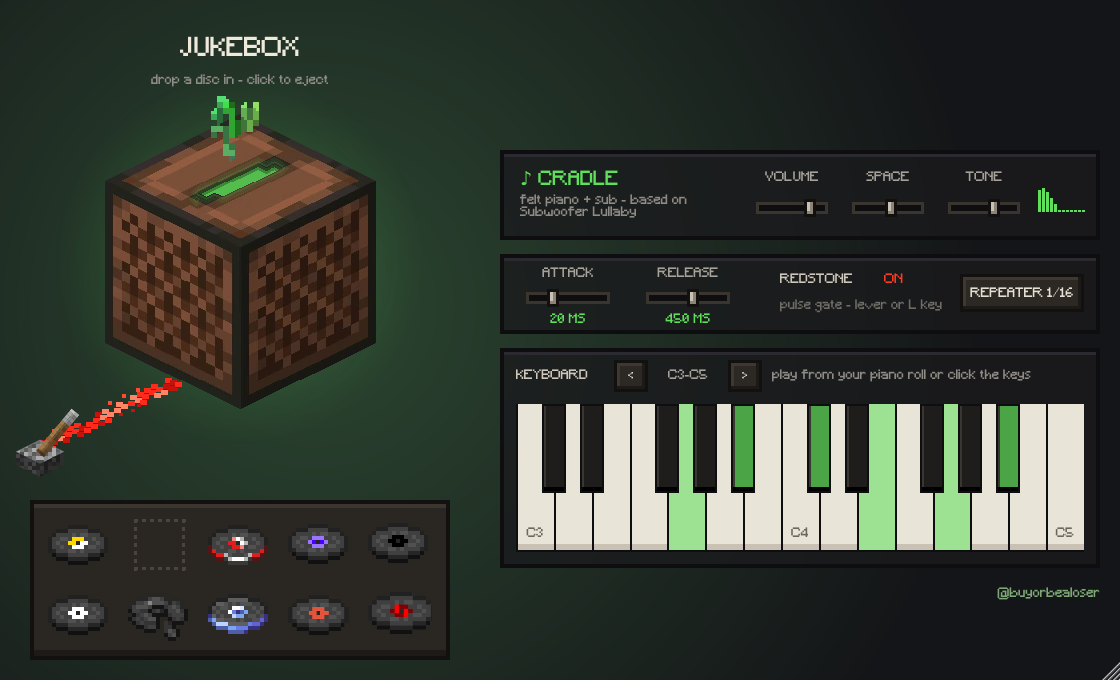 JUKEBOX
drop a disc in - click to eject
♪ CRADLE
felt piano + sub - based on
Subwoofer Lullaby
VOLUME
SPACE
TONE
ATTACK
20 MS
RELEASE
450 MS
REDSTONE ON
pulse gate - lever or L key
REPEATER 1/16
KEYBOARD < C3-C5 > play from your piano roll or click the keys
C3 C4 C5
@buyorbealoser